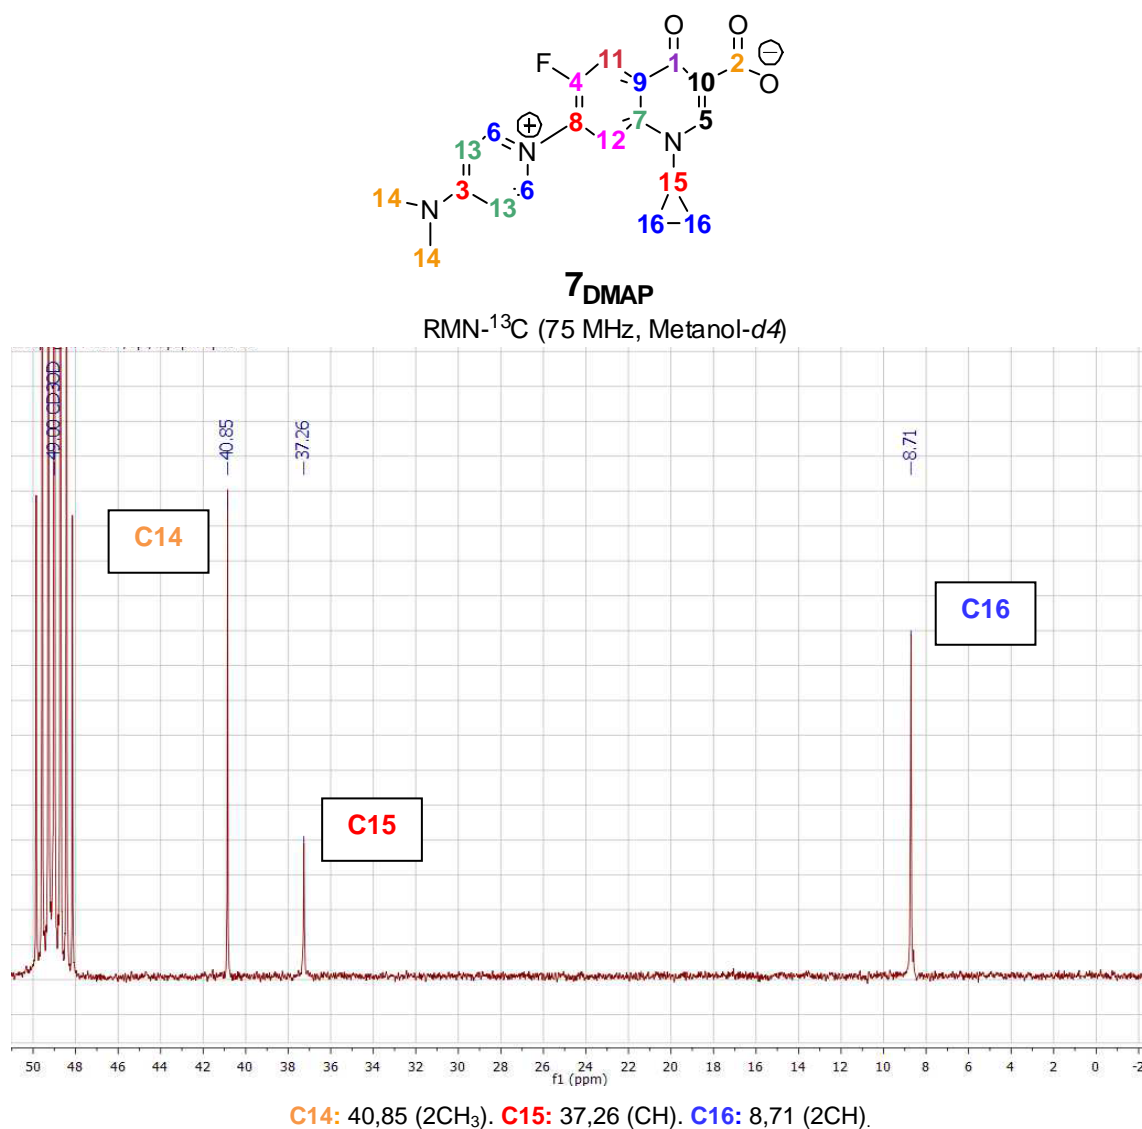 O O
F 11 1 2 ⊖
4 9 10 O
6 ⊕ 8 7 5
13 N 12 N
14 3 6 15
N 13 16 16
14
7DMAP
RMN-13C (75 MHz, Metanol-d4)
—49.00 CD3OD
—40.85
—37.26
—8.71
C14
C16
C15
50 48 46 44 42 40 38 36 34 32 30 28 26 24 22 20 18 16 14 12 10 8 6 4 2 0 -2
f1 (ppm)
C14: 40,85 (2CH3). C15: 37,26 (CH). C16: 8,71 (2CH).